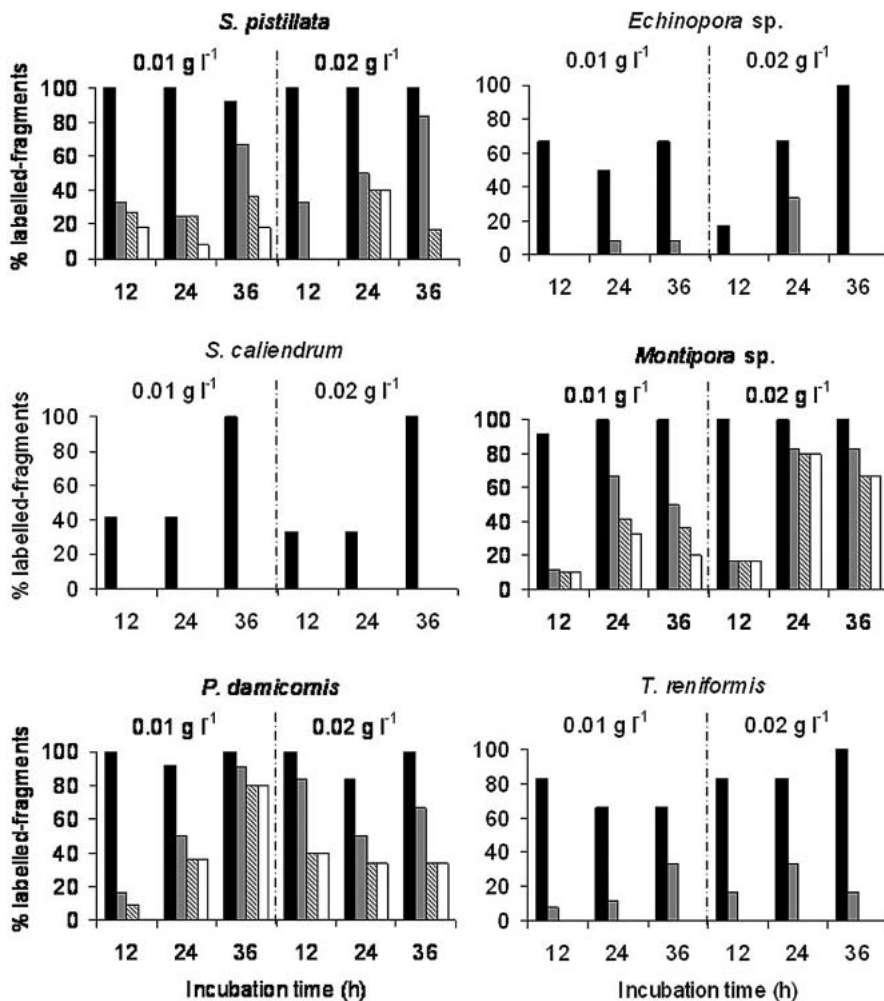 S. pistillata
0.01 g l⁻¹ 0.02 g l⁻¹
% labelled-fragments
100
80
60
40
20
0
12 24 36 12 24 36
Echinopora sp.
0.01 g l⁻¹ 0.02 g l⁻¹
100
80
60
40
20
0
12 24 36 12 24 36
S. caliendrum
0.01 g l⁻¹ 0.02 g l⁻¹
% labelled-fragments
100
80
60
40
20
0
12 24 36 12 24 36
Montipora sp.
0.01 g l⁻¹ 0.02 g l⁻¹
100
80
60
40
20
0
12 24 36 12 24 36
P. damicornis
0.01 g l⁻¹ 0.02 g l⁻¹
% labelled-fragments
100
80
60
40
20
0
12 24 36 12 24 36
Incubation time (h)
T. reniformis
0.01 g l⁻¹ 0.02 g l⁻¹
100
80
60
40
20
0
12 24 36 12 24 36
Incubation time (h)